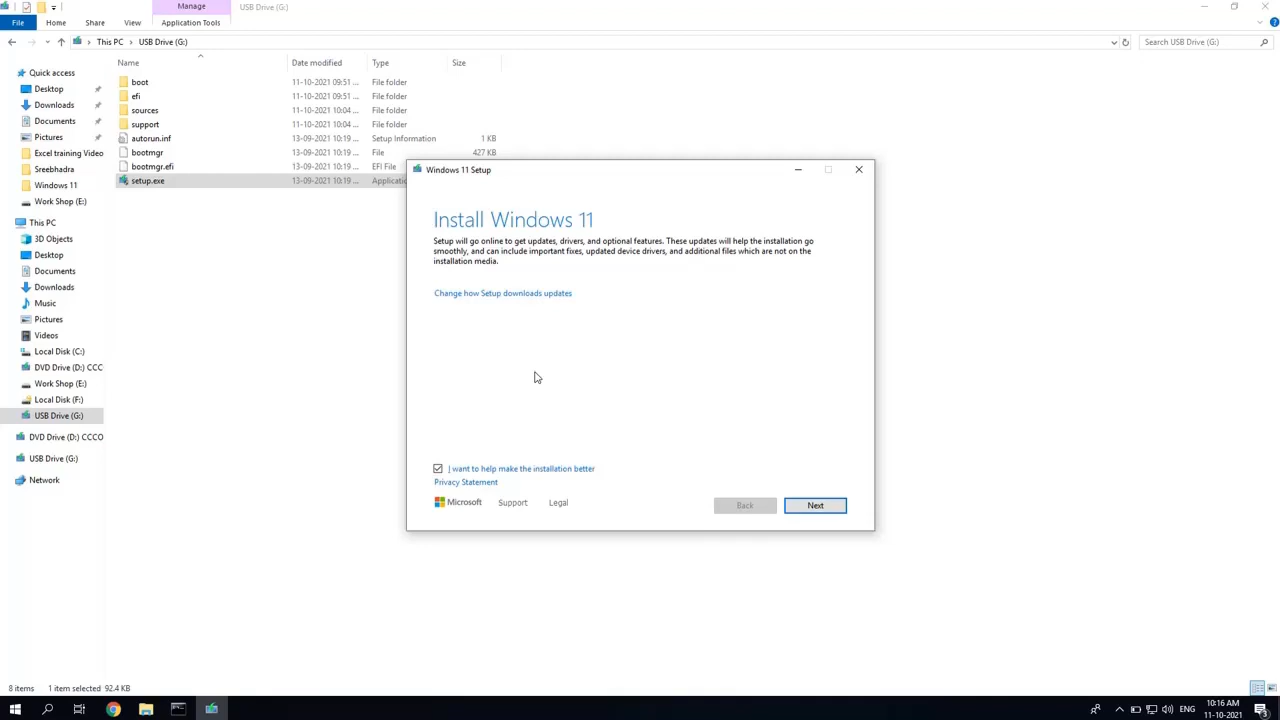 Manage
USB Drive (G:)
File
Home
Share
View
Application Tools
This PC
USB Drive (G:)
Search USB Drive (G:)
Name
Date modified
Type
Size
Quick access
Desktop
Downloads
Documents
Pictures
Excel training Video
Sreebhadra
Windows 11
Work Shop (E:)
This PC
3D Objects
Desktop
Documents
Downloads
Music
Pictures
Videos
Local Disk (C:)
DVD Drive (D:) CCC
Work Shop (E:)
Local Disk (F:)
USB Drive (G:)
DVD Drive (D:) CCCO
USB Drive (G:)
Network
boot 11-10-2021 09:51 ... File folder
efi 11-10-2021 09:51 ... File folder
sources 11-10-2021 10:04 ... File folder
support 11-10-2021 10:04 ... File folder
autorun.inf 13-09-2021 10:19 ... Setup Information 1 KB
bootmgr 13-09-2021 10:19 ... File 427 KB
bootmgr.efi 13-09-2021 10:19 ... EFI File
setup.exe 13-09-2021 10:19 ... Applicatio
Windows 11 Setup
Install Windows 11
Setup will go online to get updates, drivers, and optional features. These updates will help the installation go
smoothly, and can include important fixes, updated device drivers, and additional files which are not on the
installation media.
Change how Setup downloads updates
I want to help make the installation better
Privacy Statement
Microsoft
Support
Legal
Back
Next
8 items
1 item selected 92.4 KB
ENG
10:16 AM
11-10-2021
3